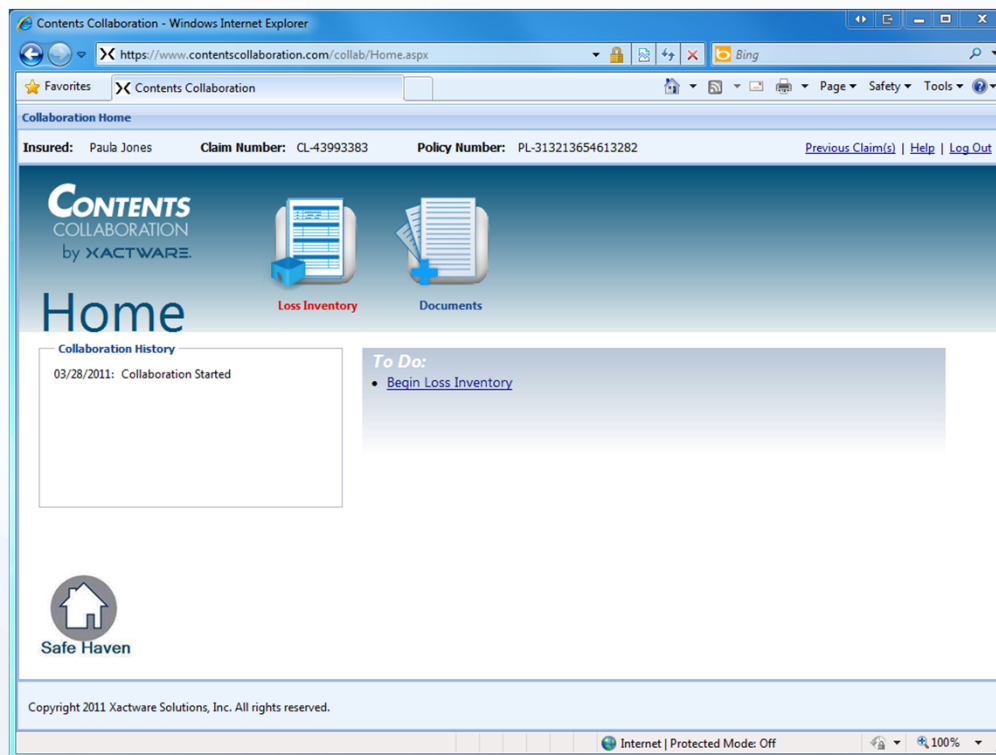 Contents Collaboration - Windows Internet Explorer
https://www.contentscollaboration.com/collab/Home.aspx
Bing
Favorites
Contents Collaboration
Page
Safety
Tools
Collaboration Home
Insured: Paula Jones Claim Number: CL-43993383 Policy Number: PL-313213654613282 Previous Claim(s) | Help | Log Out
CONTENTS
COLLABORATION
by XACTWARE.
Home
Loss Inventory
Documents
Collaboration History
03/28/2011: Collaboration Started
To Do:
• Begin Loss Inventory
Safe Haven
Copyright 2011 Xactware Solutions, Inc. All rights reserved.
Internet | Protected Mode: Off
100%